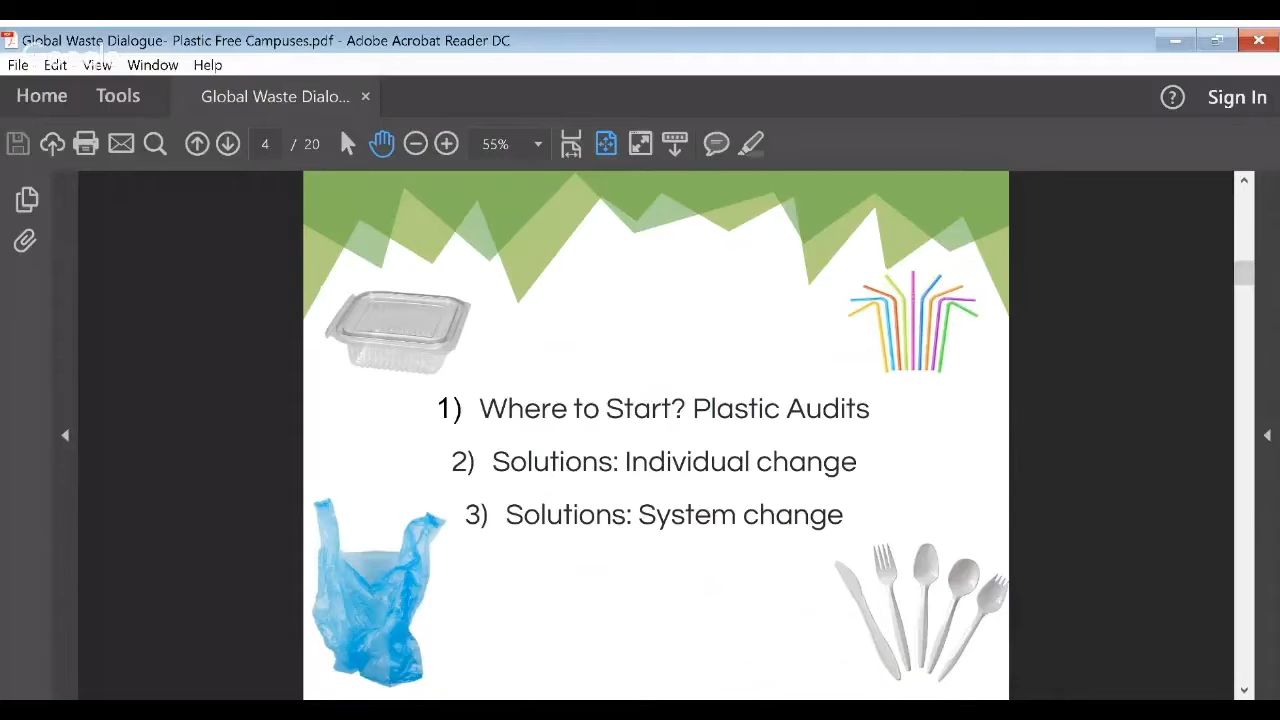 Global Waste Dialogue- Plastic Free Campuses.pdf - Adobe Acrobat Reader DC
File Edit View Window Help
Home Tools Global Waste Dialo... × ? Sign In
4 / 20 55%
1) Where to Start? Plastic Audits
2) Solutions: Individual change
3) Solutions: System change